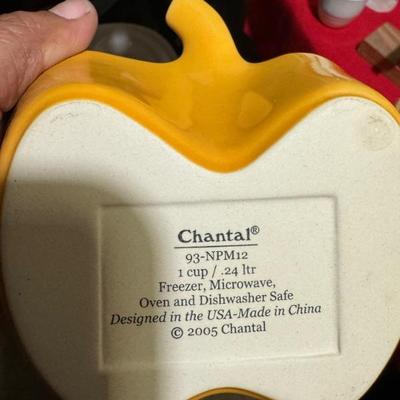 Chantal®
93-NPM12
1 cup / .24 ltr
Freezer, Microwave,
Oven and Dishwasher Safe
Designed in the USA-Made in China
© 2005 Chantal